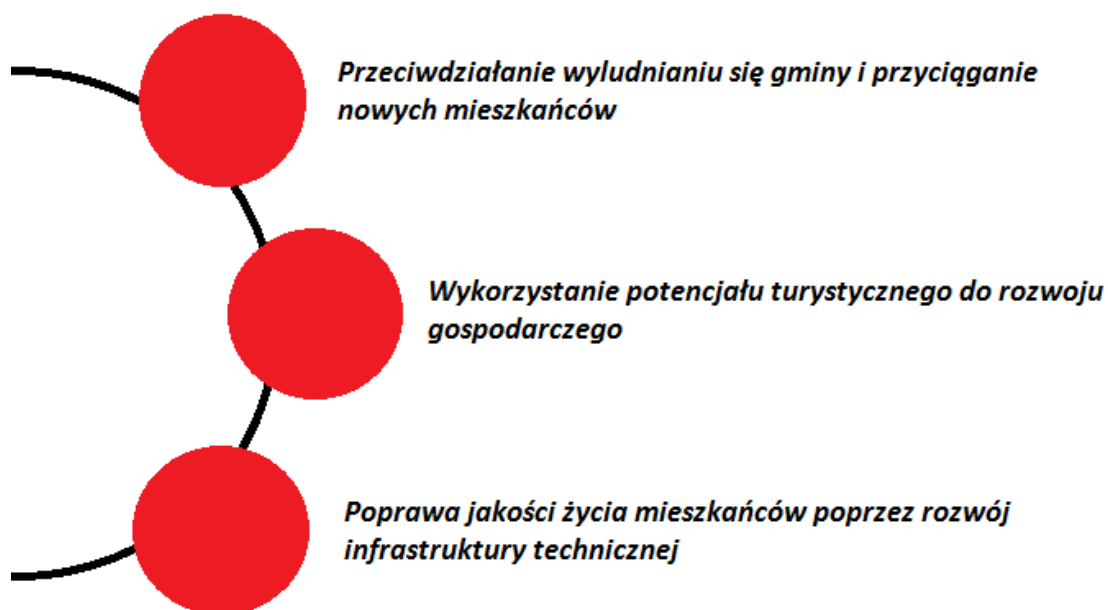 Przeciwdziałanie wyludnianiu się gminy i przyciąganie
nowych mieszkańców
Wykorzystanie potencjału turystycznego do rozwoju
gospodarczego
Poprawa jakości życia mieszkańców poprzez rozwój
infrastruktury technicznej